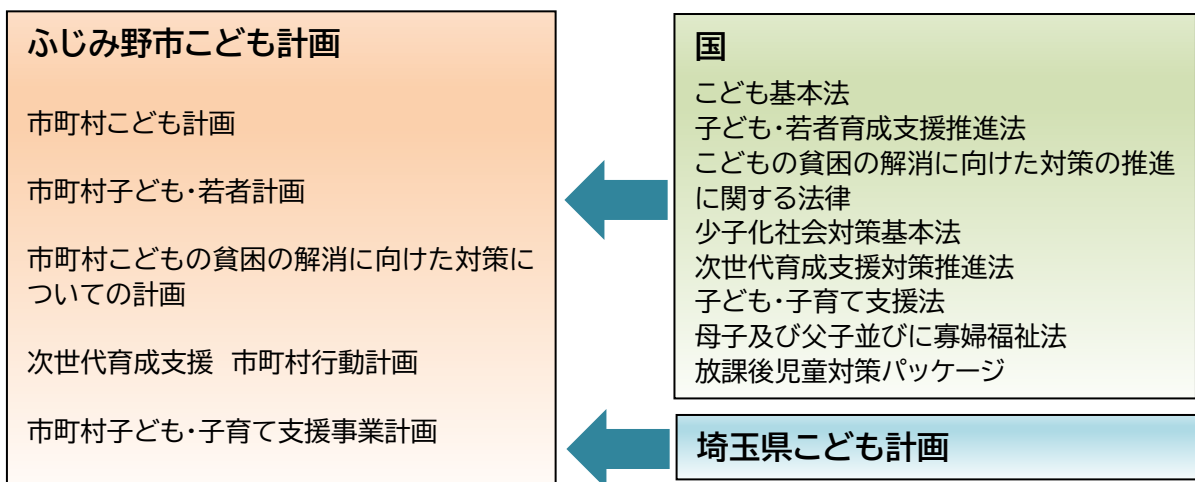 ふじみ野市こども計画
市町村こども計画
市町村子ども・若者計画
市町村こどもの貧困の解消に向けた対策に
ついての計画
次世代育成支援　市町村行動計画
市町村子ども・子育て支援事業計画
国
こども基本法
子ども・若者育成支援推進法
こどもの貧困の解消に向けた対策の推進
に関する法律
少子化社会対策基本法
次世代育成支援対策推進法
子ども・子育て支援法
母子及び父子並びに寡婦福祉法
放課後児童対策パッケージ
埼玉県こども計画